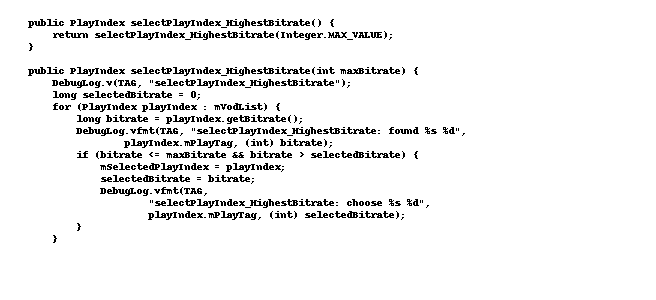 public PlayIndex selectPlayIndex_HighestBitrate() {
    return selectPlayIndex_HighestBitrate(Integer.MAX_VALUE);
}

public PlayIndex selectPlayIndex_HighestBitrate(int maxBitrate) {
    DebugLog.v(TAG, "selectPlayIndex_HighestBitrate");
    long selectedBitrate = 0;
    for (PlayIndex playIndex : mVodList) {
        long bitrate = playIndex.getBitrate();
        DebugLog.vfmt(TAG, "selectPlayIndex_HighestBitrate: found %s %d",
                playIndex.mPlayTag, (int) bitrate);
        if (bitrate <= maxBitrate && bitrate > selectedBitrate) {
            mSelectedPlayIndex = playIndex;
            selectedBitrate = bitrate;
            DebugLog.vfmt(TAG,
                    "selectPlayIndex_HighestBitrate: choose %s %d",
                    playIndex.mPlayTag, (int) selectedBitrate);
        }
    }